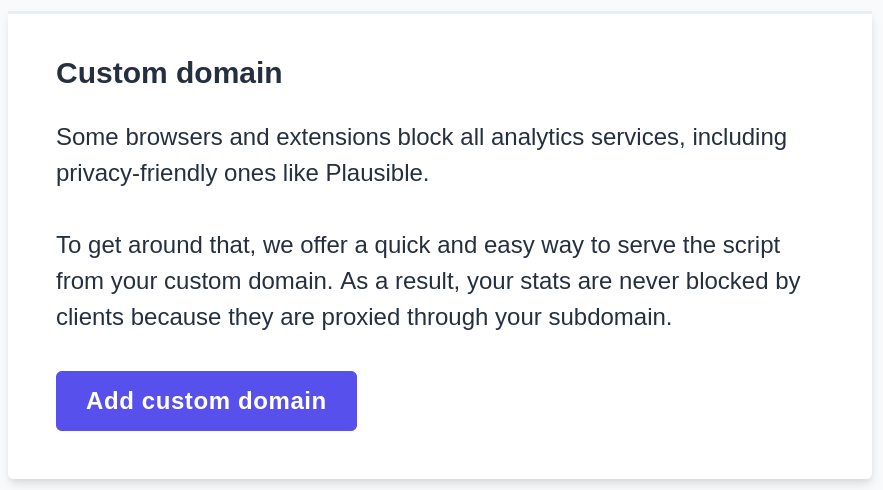 Custom domain
Some browsers and extensions block all analytics services, including
privacy-friendly ones like Plausible.
To get around that, we offer a quick and easy way to serve the script
from your custom domain. As a result, your stats are never blocked by
clients because they are proxied through your subdomain.
Add custom domain